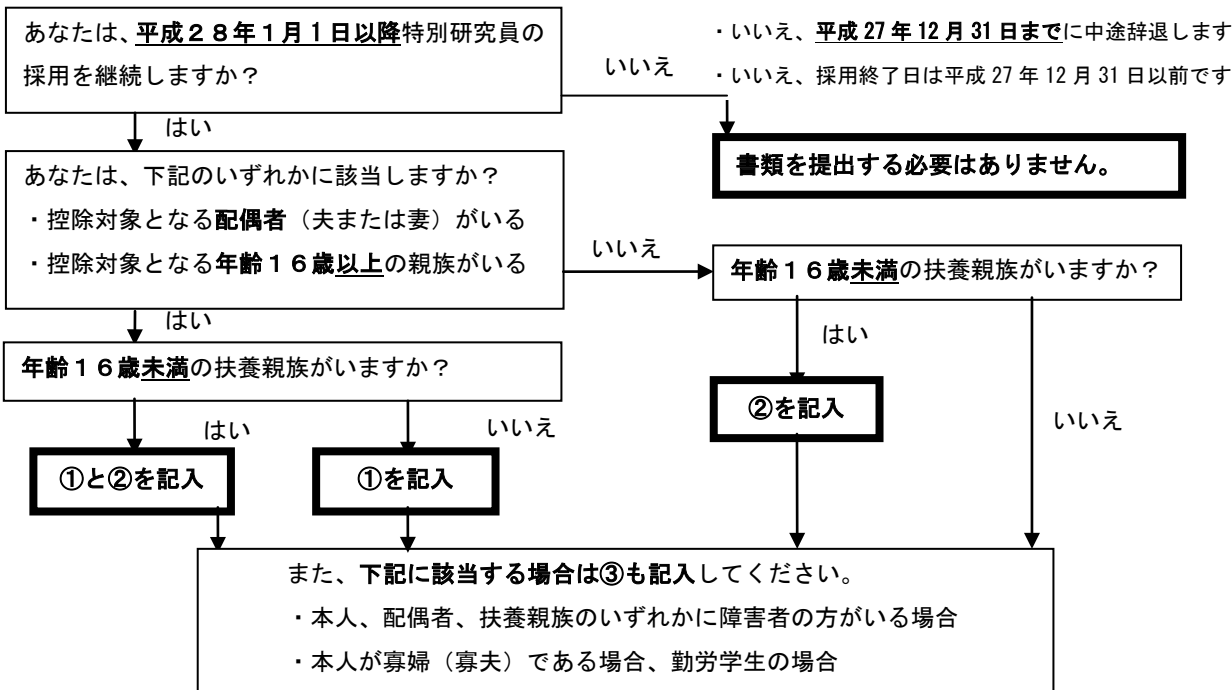 あなたは、平成２８年１月１日以降特別研究員の
採用を継続しますか？
いいえ
・いいえ、平成 27 年 12 月 31 日までに中途辞退します
・いいえ、採用終了日は平成 27 年 12 月 31 日以前です
書類を提出する必要はありません。
はい
あなたは、下記のいずれかに該当しますか？
・控除対象となる配偶者（夫または妻）がいる
・控除対象となる年齢１６歳以上の親族がいる
いいえ
年齢１６歳未満の扶養親族がいますか？
はい
年齢１６歳未満の扶養親族がいますか？
はい
②を記入
いいえ
はい
いいえ
①と②を記入
①を記入
また、下記に該当する場合は③も記入してください。
・本人、配偶者、扶養親族のいずれかに障害者の方がいる場合
・本人が寡婦（寡夫）である場合、勤労学生の場合